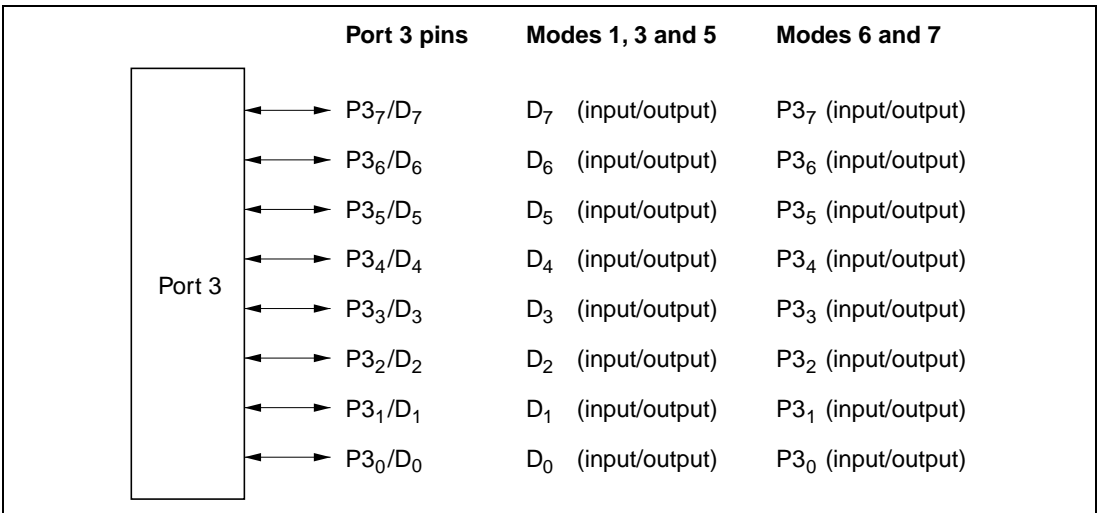 Port 3 pins Modes 1, 3 and 5 Modes 6 and 7
P3₇/D₇ D₇ (input/output) P3₇ (input/output)
P3₆/D₆ D₆ (input/output) P3₆ (input/output)
P3₅/D₅ D₅ (input/output) P3₅ (input/output)
P3₄/D₄ D₄ (input/output) P3₄ (input/output)
Port 3
P3₃/D₃ D₃ (input/output) P3₃ (input/output)
P3₂/D₂ D₂ (input/output) P3₂ (input/output)
P3₁/D₁ D₁ (input/output) P3₁ (input/output)
P3₀/D₀ D₀ (input/output) P3₀ (input/output)